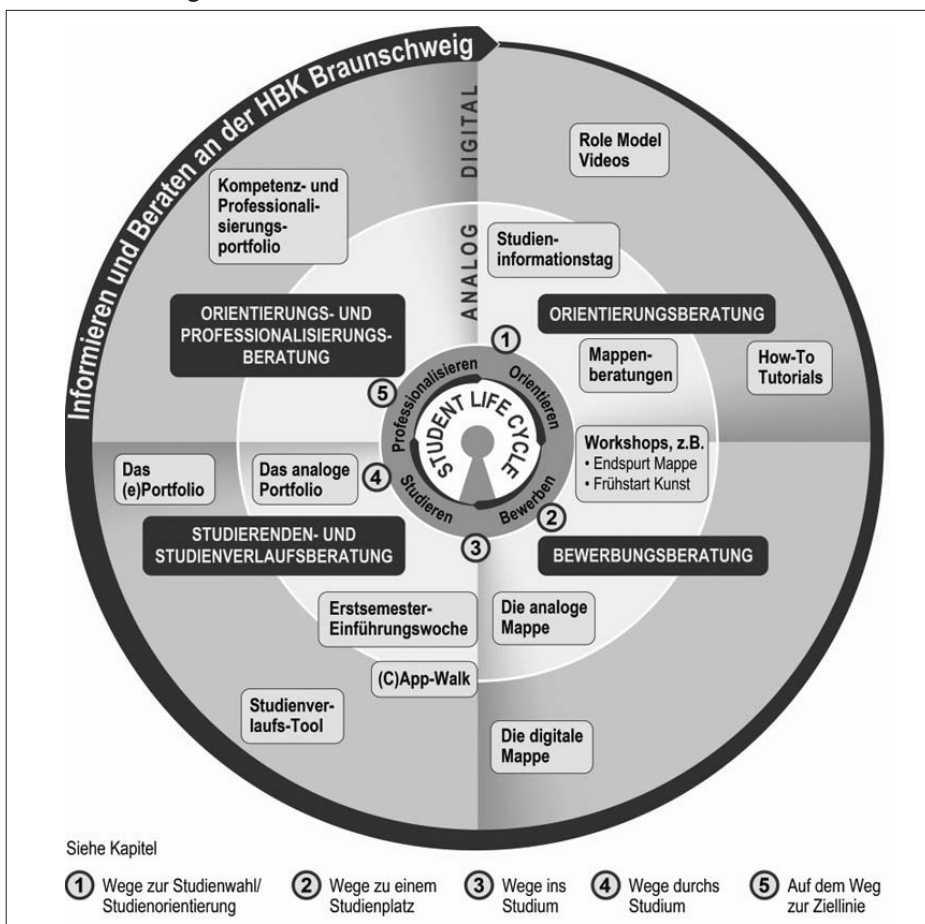 Informieren und Beraten an der HBK Braunschweig
DIGITAL
ANALOG
Role Model
Videos
Kompetenz- und
Professionali-
sierungs-
portfolio
Studien-
informationstag
ORIENTIERUNGS- UND
PROFESSIONALISIERUNGS-
BERATUNG
ORIENTIERUNGSBERATUNG
Mappen-
beratungen
How-To
Tutorials
1
Orientieren
Professionalisieren
5
STUDENT LIFE CYCLE
Workshops, z.B.
• Endspurt Mappe
• Frühstart Kunst
Das
(e)Portfolio
Das analoge
Portfolio
4
Studieren
Bewerben
2
3
STUDIERENDEN- UND
STUDIENVERLAUFSBERATUNG
BEWERBUNGSBERATUNG
Erstsemester-
Einführungswoche
Die analoge
Mappe
(C)App-Walk
Studienver-
laufs-Tool
Die digitale
Mappe
Siehe Kapitel
1 Wege zur Studienwahl/
Studienorientierung
2 Wege zu einem
Studienplatz
3 Wege ins
Studium
4 Wege durchs
Studium
5 Auf dem Weg
zur Ziellinie